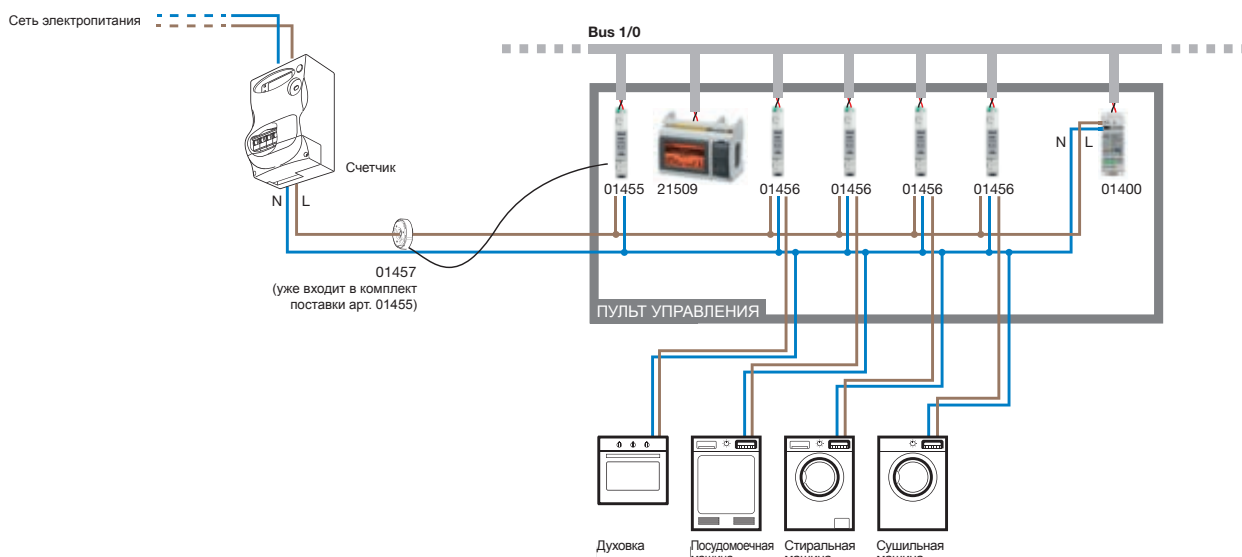 Сеть электропитания
Bus 1/0
Счетчик
N L
N L
01455 21509 01456 01456 01456 01456 01400
01457
(уже входит в комплект
поставки арт. 01455)
ПУЛЬТ УПРАВЛЕНИЯ
Духовка Посудомоечная Стиральная Сушильная